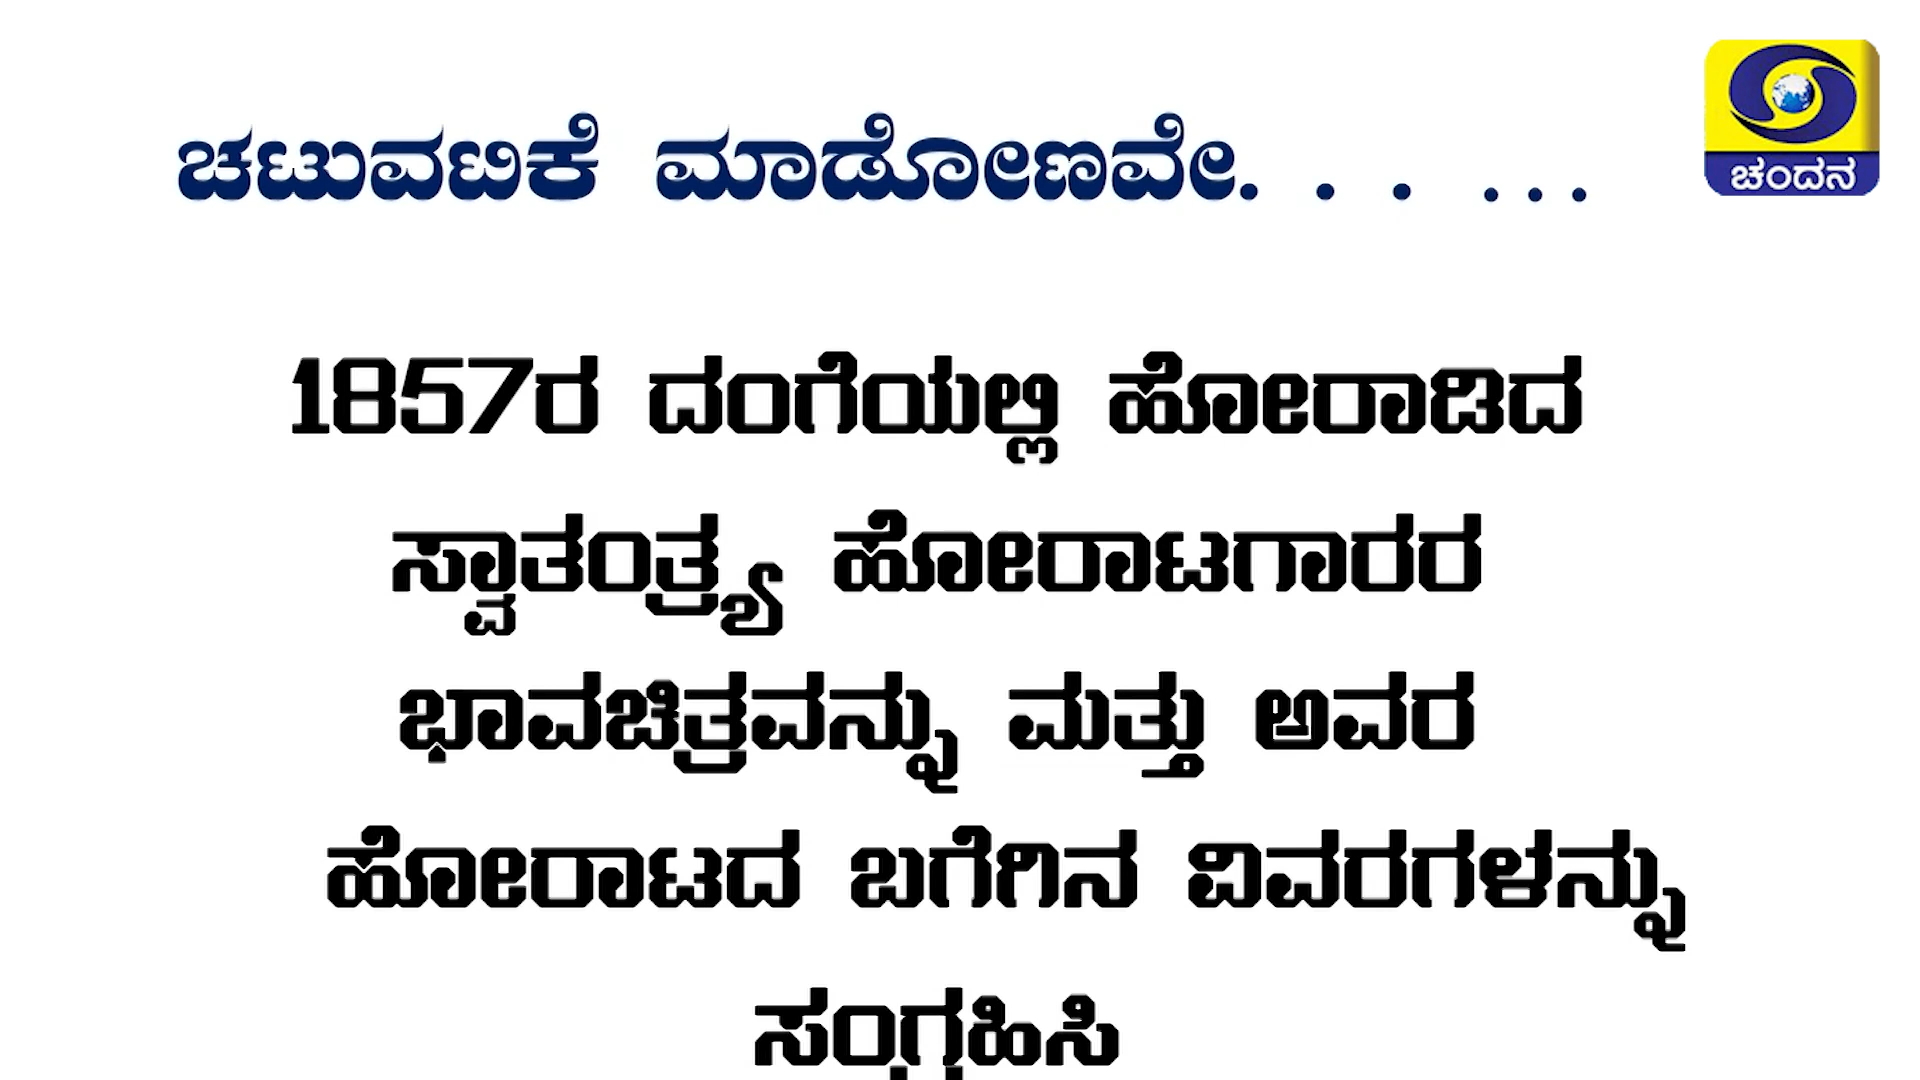 ಚಟುವಟಿಕೆ ಮಾಡೋಣವೇ. . . ...
ಚಂದನ
1857ರ ದಂಗೆಯಲ್ಲಿ ಹೋರಾಡಿದ
ಸ್ವಾತಂತ್ರ್ಯ ಹೋರಾಟಗಾರರ
ಭಾವಚಿತ್ರವನ್ನು ಮತ್ತು ಅವರ
ಹೋರಾಟದ ಬಗೆಗಿನ ವಿವರಗಳನ್ನು
ಸಂಗ್ರಹಿಸಿ